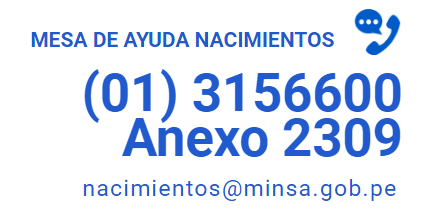 MESA DE AYUDA NACIMIENTOS
(01) 3156600
Anexo 2309
nacimientos@minsa.gob.pe